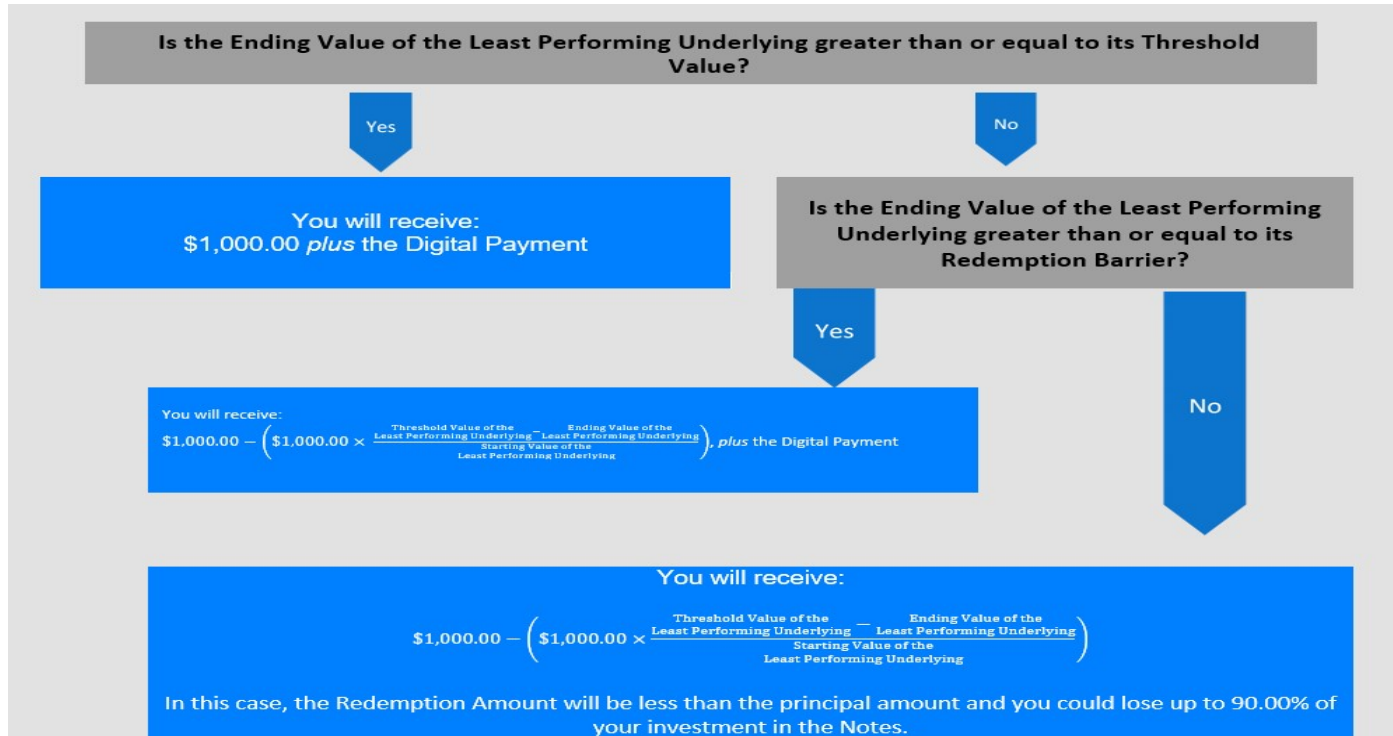 Is the Ending Value of the Least Performing Underlying greater than or equal to its Threshold
Value?
Yes
No
You will receive:
$1,000.00 plus the Digital Payment
Is the Ending Value of the Least Performing
Underlying greater than or equal to its
Redemption Barrier?
Yes
No
You will receive:
$1,000.00 − ($1,000.00 × (Threshold Value of the Least Performing Underlying − Ending Value of the Least Performing Underlying) / Starting Value of the Least Performing Underlying), plus the Digital Payment
You will receive:
$1,000.00 − ($1,000.00 × (Threshold Value of the Least Performing Underlying − Ending Value of the Least Performing Underlying) / Starting Value of the Least Performing Underlying)
In this case, the Redemption Amount will be less than the principal amount and you could lose up to 90.00% of
your investment in the Notes.